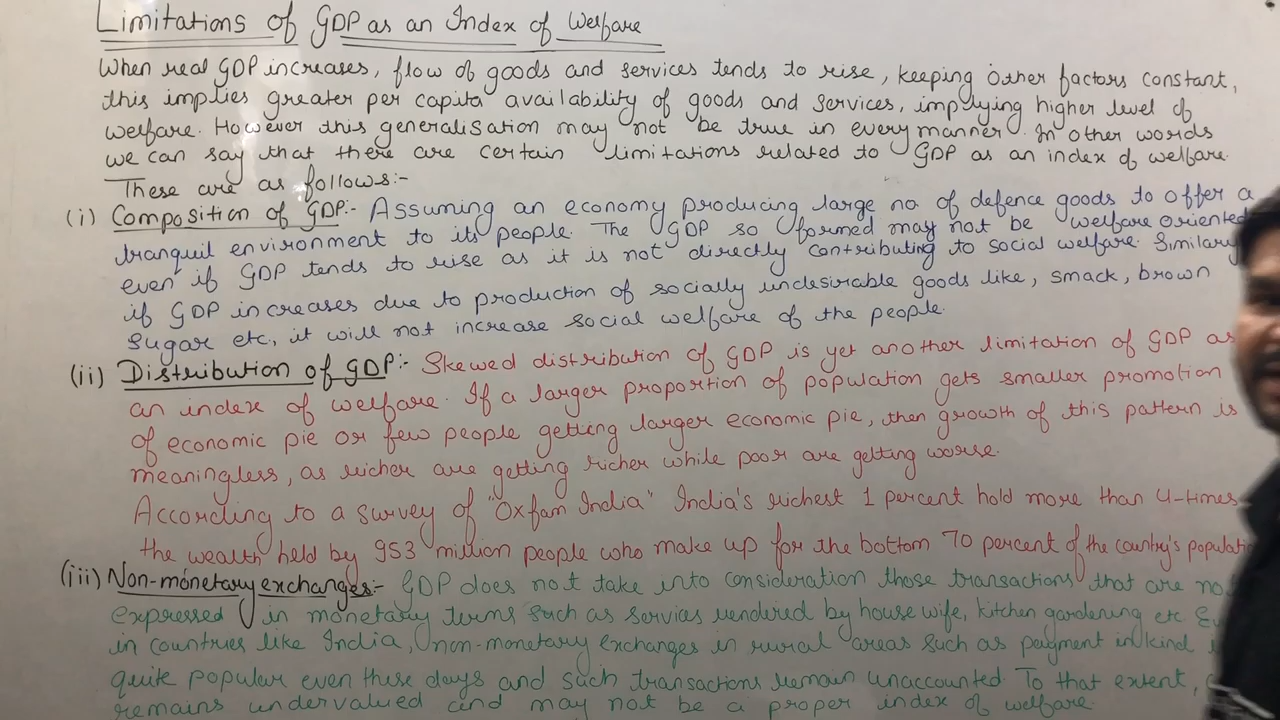 Limitations of GDP as an Index of Welfare
When real GDP increases, flow of goods and services tends to rise, keeping other factors constant,
this implies greater per capita availability of goods and services, implying higher level of
welfare. However this generalisation may not be true in every manner. In other words
we can say that there are certain limitations related to GDP as an index of welfare.
These are as follows:-
(i) Composition of GDP:- Assuming an economy producing large no of defence goods to offer a
tranquil environment to its people. The GDP so formed may not be welfare oriented
even if GDP tends to rise as it is not directly contributing to social welfare. Similary
if GDP increases due to production of socially undesirable goods like, smack, brown
sugar etc, it will not increase social welfare of the people.
(ii) Distribution of GDP:- Skewed distribution of GDP is yet another limitation of GDP as
an index of welfare. If a larger proportion of population gets smaller promotion
of economic pie or few people getting larger economic pie, then growth of this pattern is
meaningless, as richer are getting richer while poor are getting worse.
According to a survey of "Oxfam India" India's richest 1 percent hold more than 4-times
the wealth held by 953 million people who make up for the bottom 70 percent of the country's
(iii) Non-monetary exchanges:- GDP does not take into consideration those transactions that are
expressed in monetary terms such as services rendered by house wife, kitchen gardening etc
in countries like India, non-monetary exchanges in rural areas such as payment in kind
quite popular even these days and such transactions remain unaccounted. To that extent,
remains undervalued and may not be a proper index of welfare.